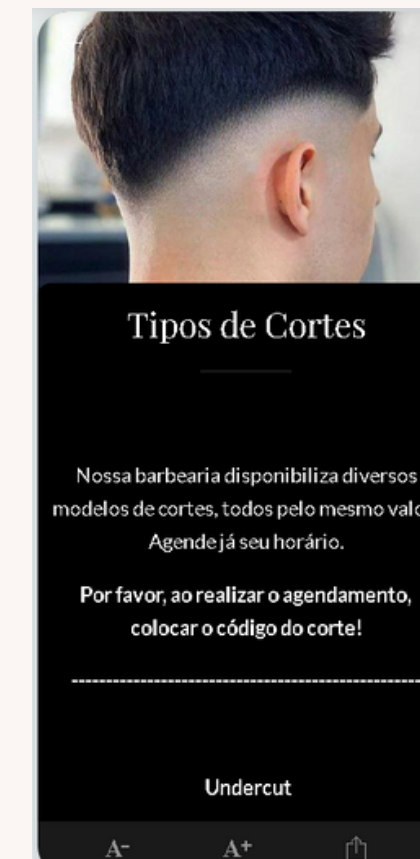 Tipos de Cortes
Nossa barbearia disponibiliza diversos
modelos de cortes, todos pelo mesmo
Agende já seu horário.
Por favor, ao realizar o agendamento,
colocar o código do corte!
Undercut
A- A+